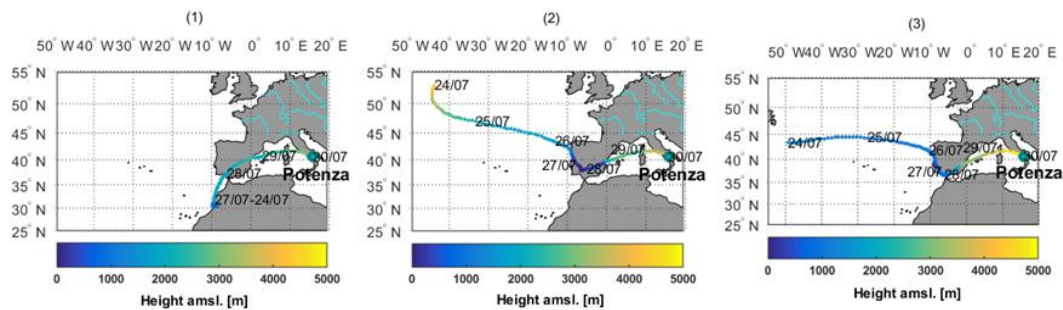 (1)
50° W 40° W 30° W 20° W 10° W 0° E 10° E 20° E
55° N
50° N
45° N
40° N
35° N
30° N
25° N
29/07
30/07
Potenza
28/07
27/07-24/07
0 1000 2000 3000 4000 5000
Height amsl. [m]
(2)
50° W 40° W 30° W 20° W 10° W 0° E 10° E 20° E
55° N
50° N
45° N
40° N
35° N
30° N
25° N
24/07
25/07
26/07
29/07
27/07
28/07
30/07
Potenza
0 1000 2000 3000 4000 5000
Height amsl. [m]
(3)
50° W 40° W 30° W 20° W 10° W 0° E 10° E 20° E
55° N
50° N
45° N
40° N
35° N
30° N
25° N
24/07
25/07
26/07
29/07
27/07
28/07
30/07
Potenza
0 1000 2000 3000 4000 5000
Height amsl. [m]